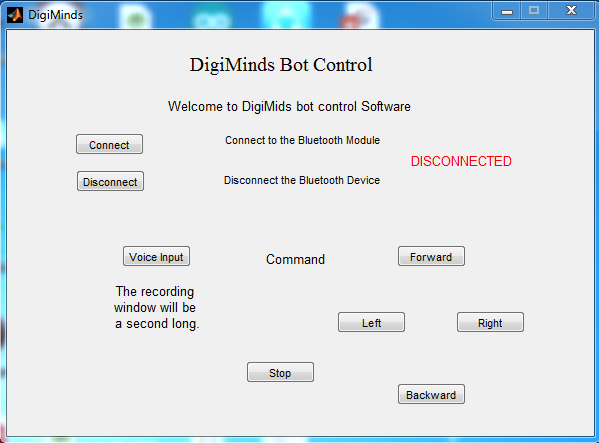 DigiMinds
DigiMinds Bot Control
Welcome to DigiMids bot control Software
Connect
Connect to the Bluetooth Module
DISCONNECTED
Disconnect
Disconnect the Bluetooth Device
Voice Input
Command
Forward
The recording
window will be
a second long.
Left
Right
Stop
Backward